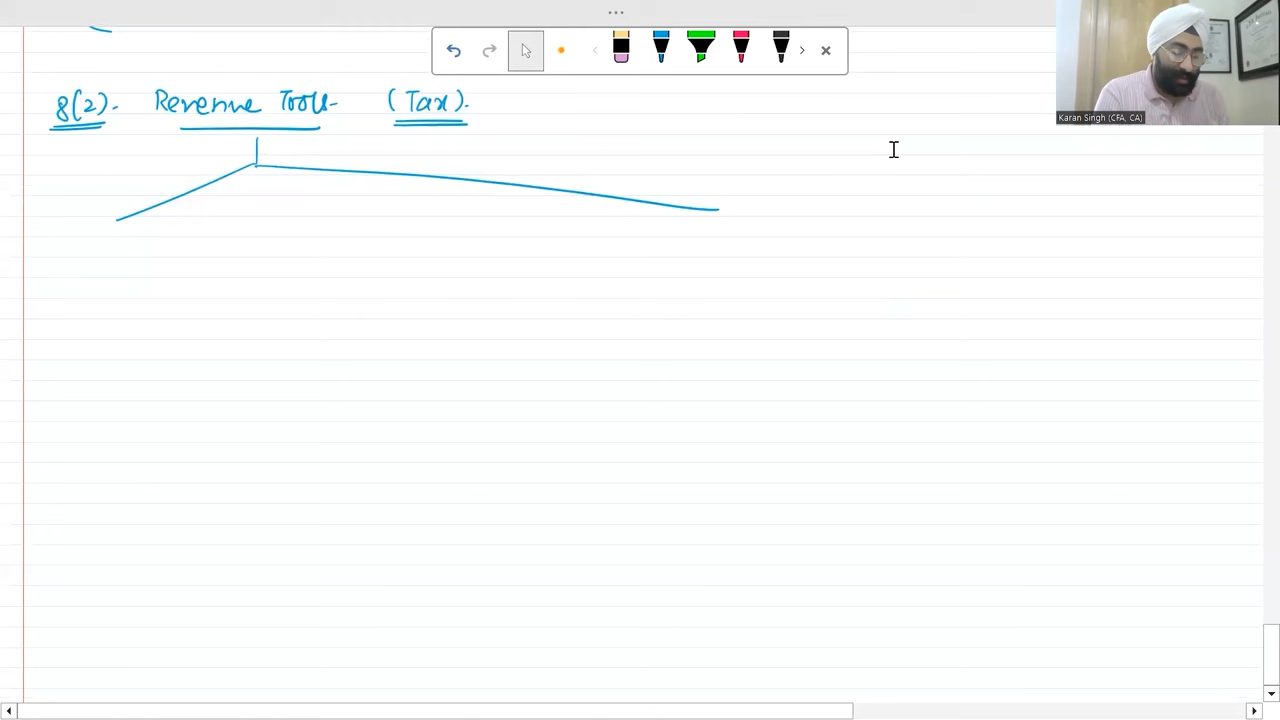 8(2). Revenue Tools- (Tax).
Karan Singh (CFA, CA)